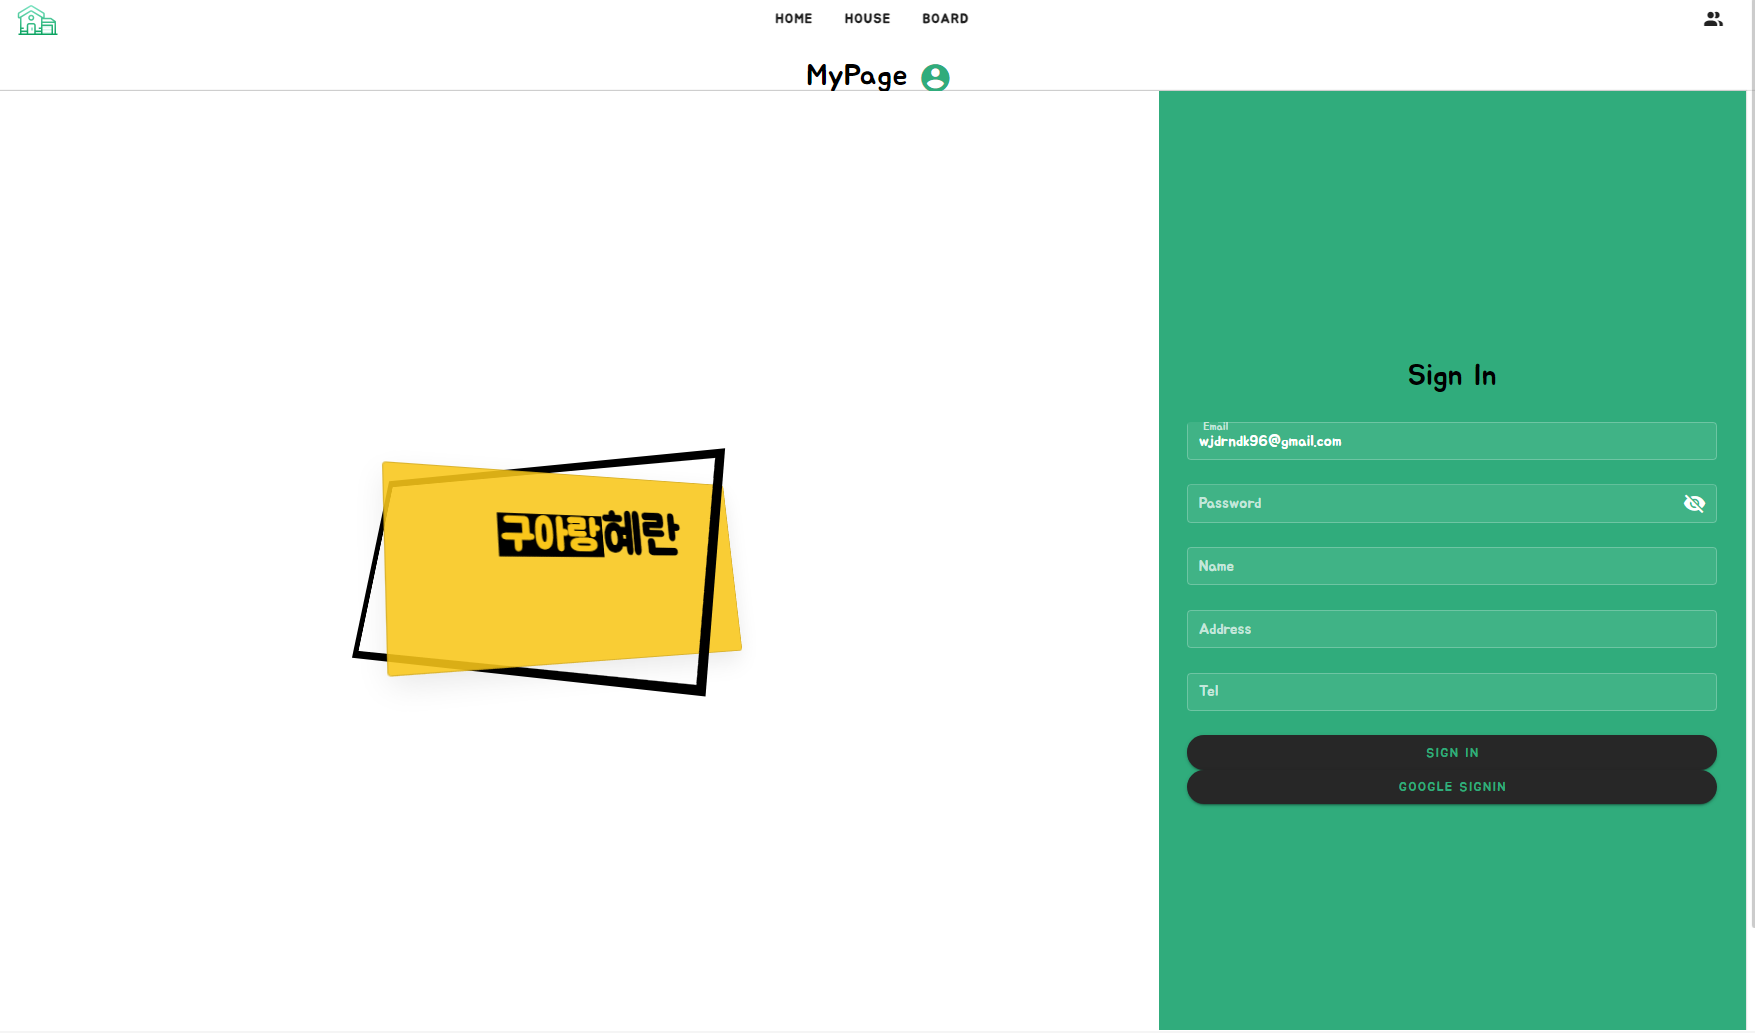 HOME HOUSE BOARD
MyPage
구아랑혜란
Sign In
Email
wjdrndk96@gmail.com
Password
Name
Address
Tel
SIGN IN
GOOGLE SIGNIN